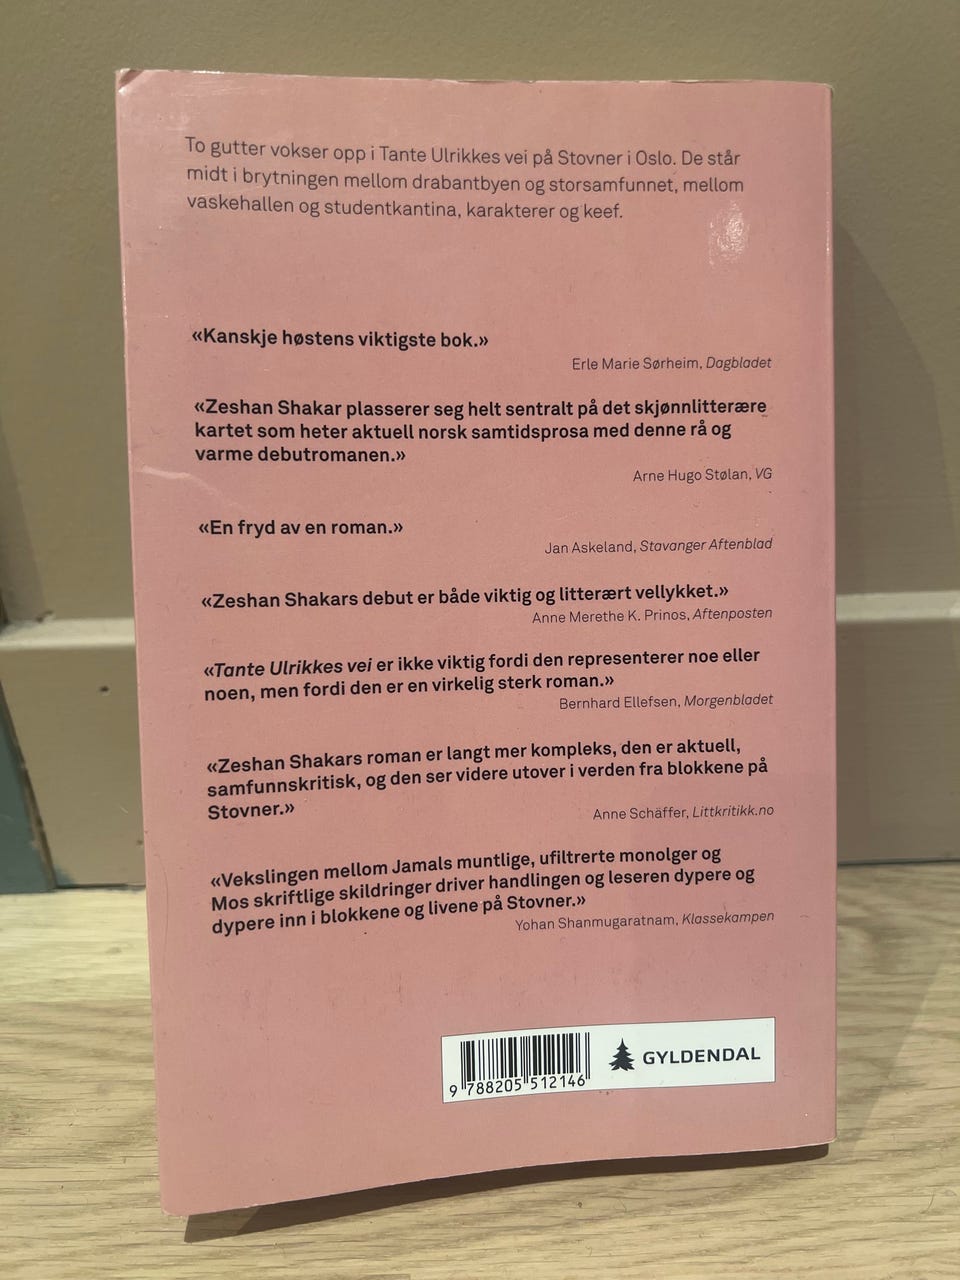 To gutter vokser opp i Tante Ulrikkes vei på Stovner i Oslo. De står
midt i brytningen mellom drabantbyen og storsamfunnet, mellom
vaskehallen og studentkantina, karakterer og keef.
«Kanskje høstens viktigste bok.»
Erle Marie Sørheim, Dagbladet
«Zeshan Shakar plasserer seg helt sentralt på det skjønnlitterære
kartet som heter aktuell norsk samtidsprosa med denne rå og
varme debutromanen.»
Arne Hugo Stølan, VG
«En fryd av en roman.»
Jan Askeland, Stavanger Aftenblad
«Zeshan Shakars debut er både viktig og litterært vellykket.»
Anne Merethe K. Prinos, Aftenposten
«Tante Ulrikkes vei er ikke viktig fordi den representerer noe eller
noen, men fordi den er en virkelig sterk roman.»
Bernhard Ellefsen, Morgenbladet
«Zeshan Shakars roman er langt mer kompleks, den er aktuell,
samfunnskritisk, og den ser videre utover i verden fra blokkene på
Stovner.»
Anne Schäffer, Littkritikk.no
«Vekslingen mellom Jamals muntlige, ufiltrerte monolger og
Mos skriftlige skildringer driver handlingen og leseren dypere og
dypere inn i blokkene og livene på Stovner.»
Yohan Shanmugaratnam, Klassekampen
GYLDENDAL
9 788205 512146